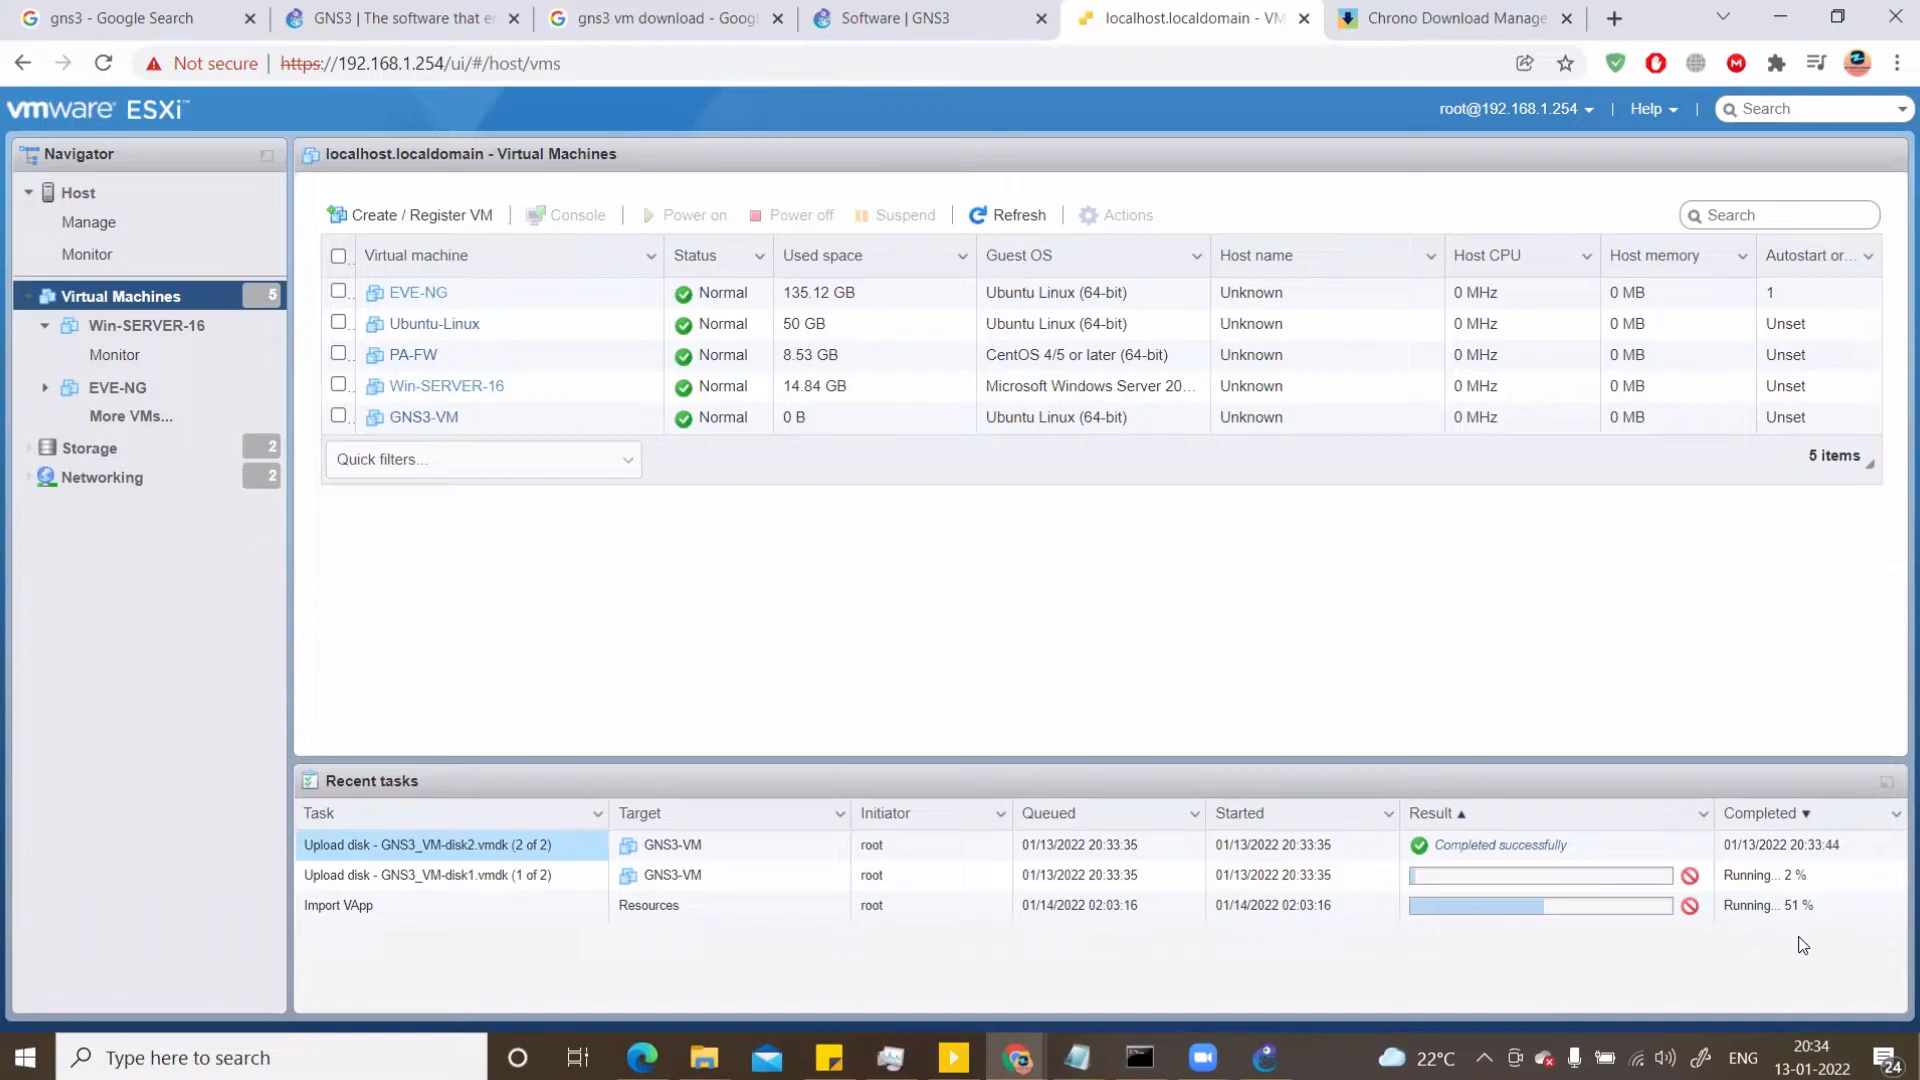 gns3 - Google Search
GNS3 | The software that e
gns3 vm download - Googl
Software | GNS3
localhost.localdomain - VM
Chrono Download Manage
Not secure https://192.168.1.254/ui/#/host/vms
vmware ESXi™
root@192.168.1.254
Help
Search
Navigator
Host
Manage
Monitor
Virtual Machines 5
Win-SERVER-16
Monitor
EVE-NG
More VMs...
Storage 2
Networking 2
localhost.localdomain - Virtual Machines
Create / Register VM Console Power on Power off Suspend Refresh Actions Search
Virtual machine Status Used space Guest OS Host name Host CPU Host memory Autostart or...
EVE-NG Normal 135.12 GB Ubuntu Linux (64-bit) Unknown 0 MHz 0 MB 1
Ubuntu-Linux Normal 50 GB Ubuntu Linux (64-bit) Unknown 0 MHz 0 MB Unset
PA-FW Normal 8.53 GB CentOS 4/5 or later (64-bit) Unknown 0 MHz 0 MB Unset
Win-SERVER-16 Normal 14.84 GB Microsoft Windows Server 20... Unknown 0 MHz 0 MB Unset
GNS3-VM Normal 0 B Ubuntu Linux (64-bit) Unknown 0 MHz 0 MB Unset
Quick filters...
5 items
Recent tasks
Task Target Initiator Queued Started Result Completed
Upload disk - GNS3_VM-disk2.vmdk (2 of 2) GNS3-VM root 01/13/2022 20:33:35 01/13/2022 20:33:35 Completed successfully 01/13/2022 20:33:44
Upload disk - GNS3_VM-disk1.vmdk (1 of 2) GNS3-VM root 01/13/2022 20:33:35 01/13/2022 20:33:35 Running... 2 %
Import VApp Resources root 01/14/2022 02:03:16 01/14/2022 02:03:16 Running... 51 %
Type here to search
22°C
ENG
20:34
13-01-2022
24